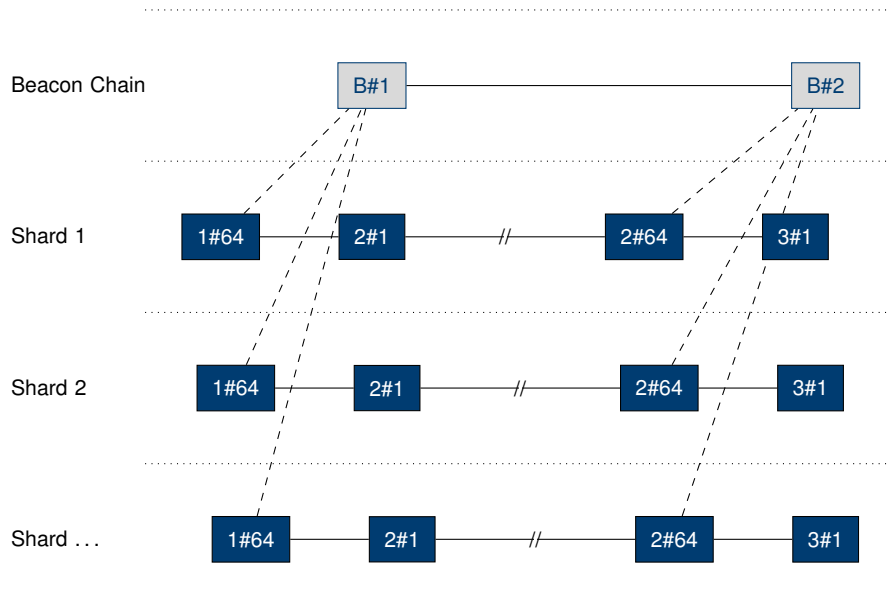 Beacon Chain B#1 B#2
Shard 1 1#64 2#1 // 2#64 3#1
Shard 2 1#64 2#1 // 2#64 3#1
Shard ... 1#64 2#1 // 2#64 3#1